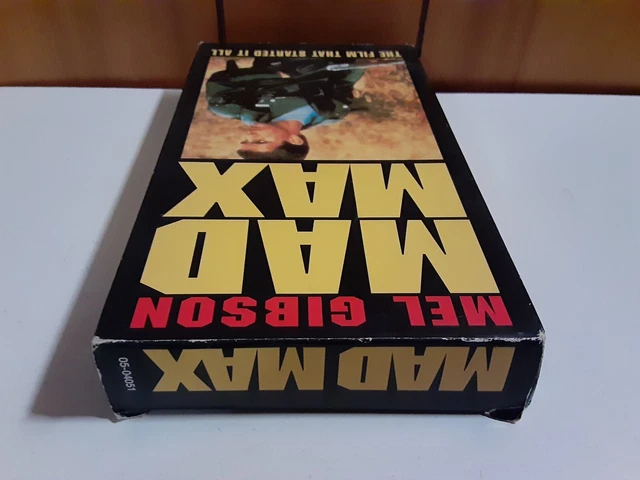 MEL GIBSON
MAD
MAX
THE FILM THAT STARTED IT ALL
MAD MAX
05-04051